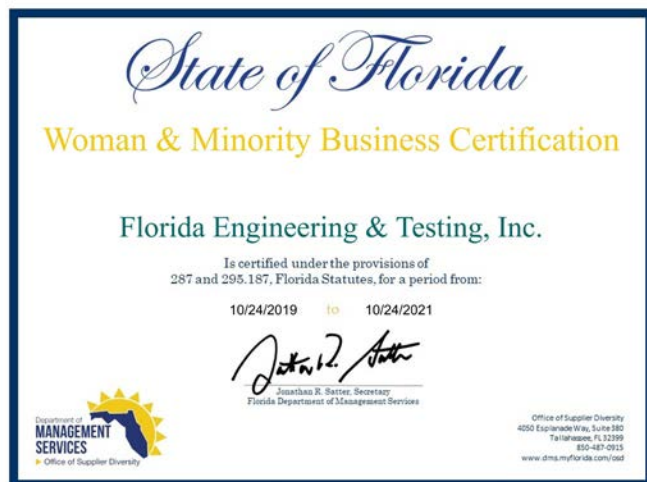 State of Florida
Woman & Minority Business Certification
Florida Engineering & Testing, Inc.
Is certified under the provisions of
287 and 295.187, Florida Statutes, for a period from:
10/24/2019 to 10/24/2021
Jonathan R. Satter, Secretary
Florida Department of Management Services
Department of
MANAGEMENT
SERVICES
Office of Supplier Diversity
Office of Supplier Diversity
4050 Esplanade Way, Suite 380
Tallahassee, FL 32399
850-487-0915
www.dms.myflorida.com/osd